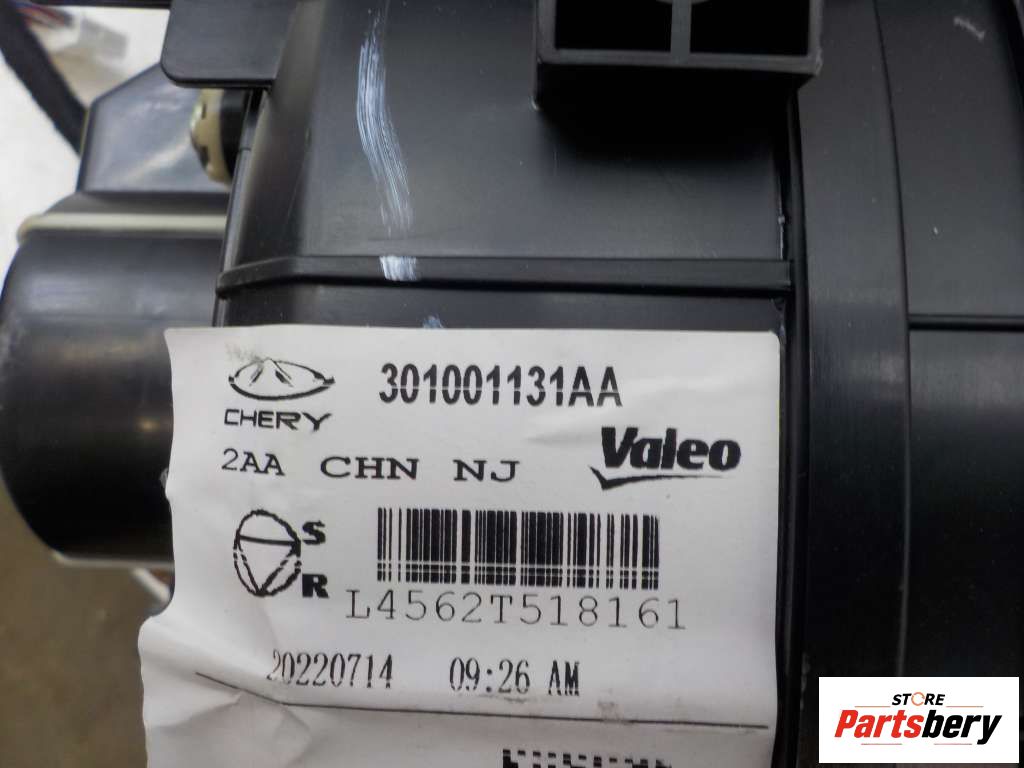 301001131AA
CHERY
2AA CHN NJ
Valeo
S
R
L4562T518161
20220714 09:26 AM
STORE
Partsbery